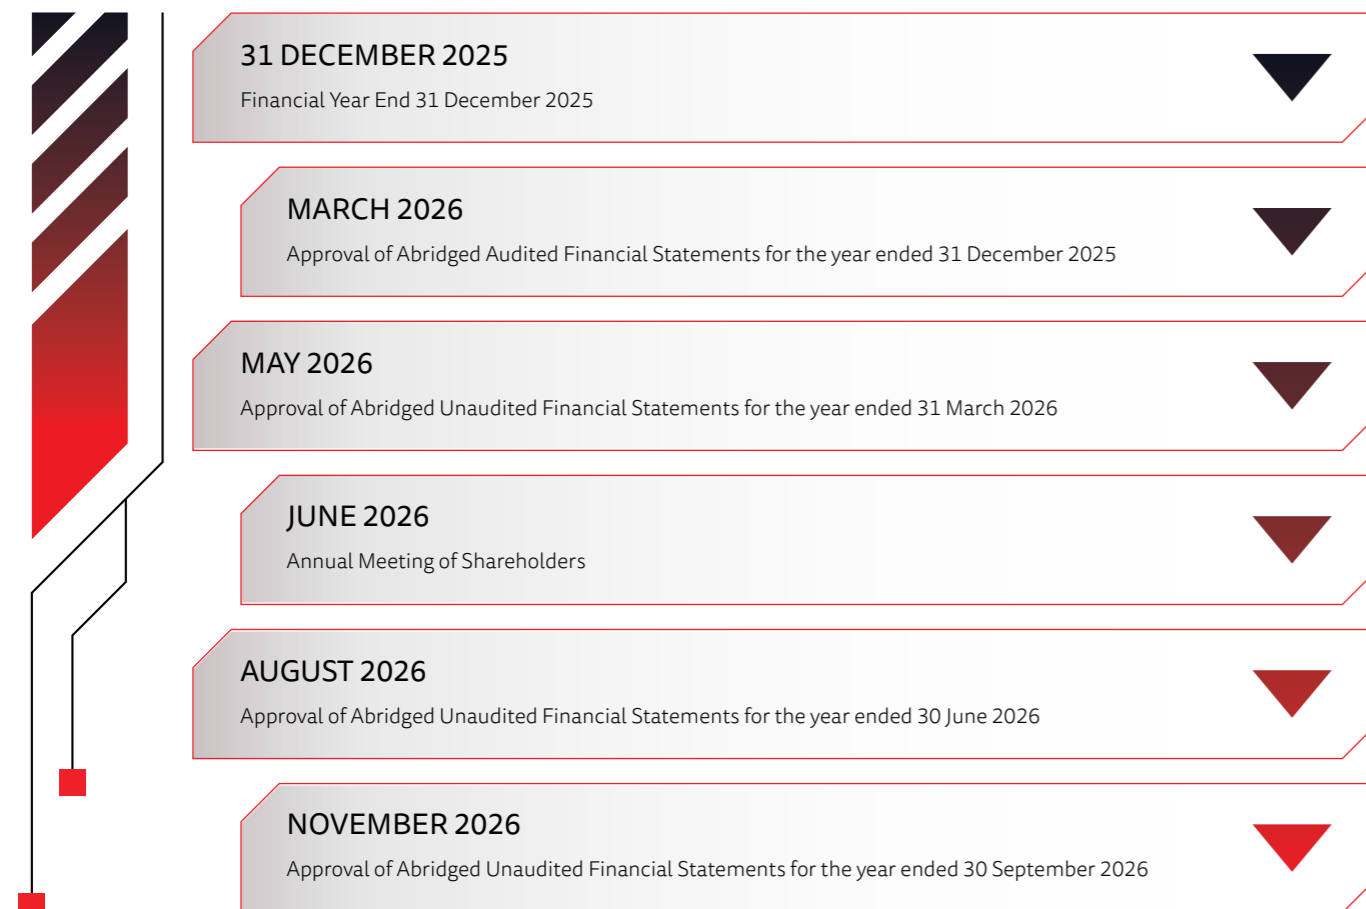 31 DECEMBER 2025
Financial Year End 31 December 2025
MARCH 2026
Approval of Abridged Audited Financial Statements for the year ended 31 December 2025
MAY 2026
Approval of Abridged Unaudited Financial Statements for the year ended 31 March 2026
JUNE 2026
Annual Meeting of Shareholders
AUGUST 2026
Approval of Abridged Unaudited Financial Statements for the year ended 30 June 2026
NOVEMBER 2026
Approval of Abridged Unaudited Financial Statements for the year ended 30 September 2026